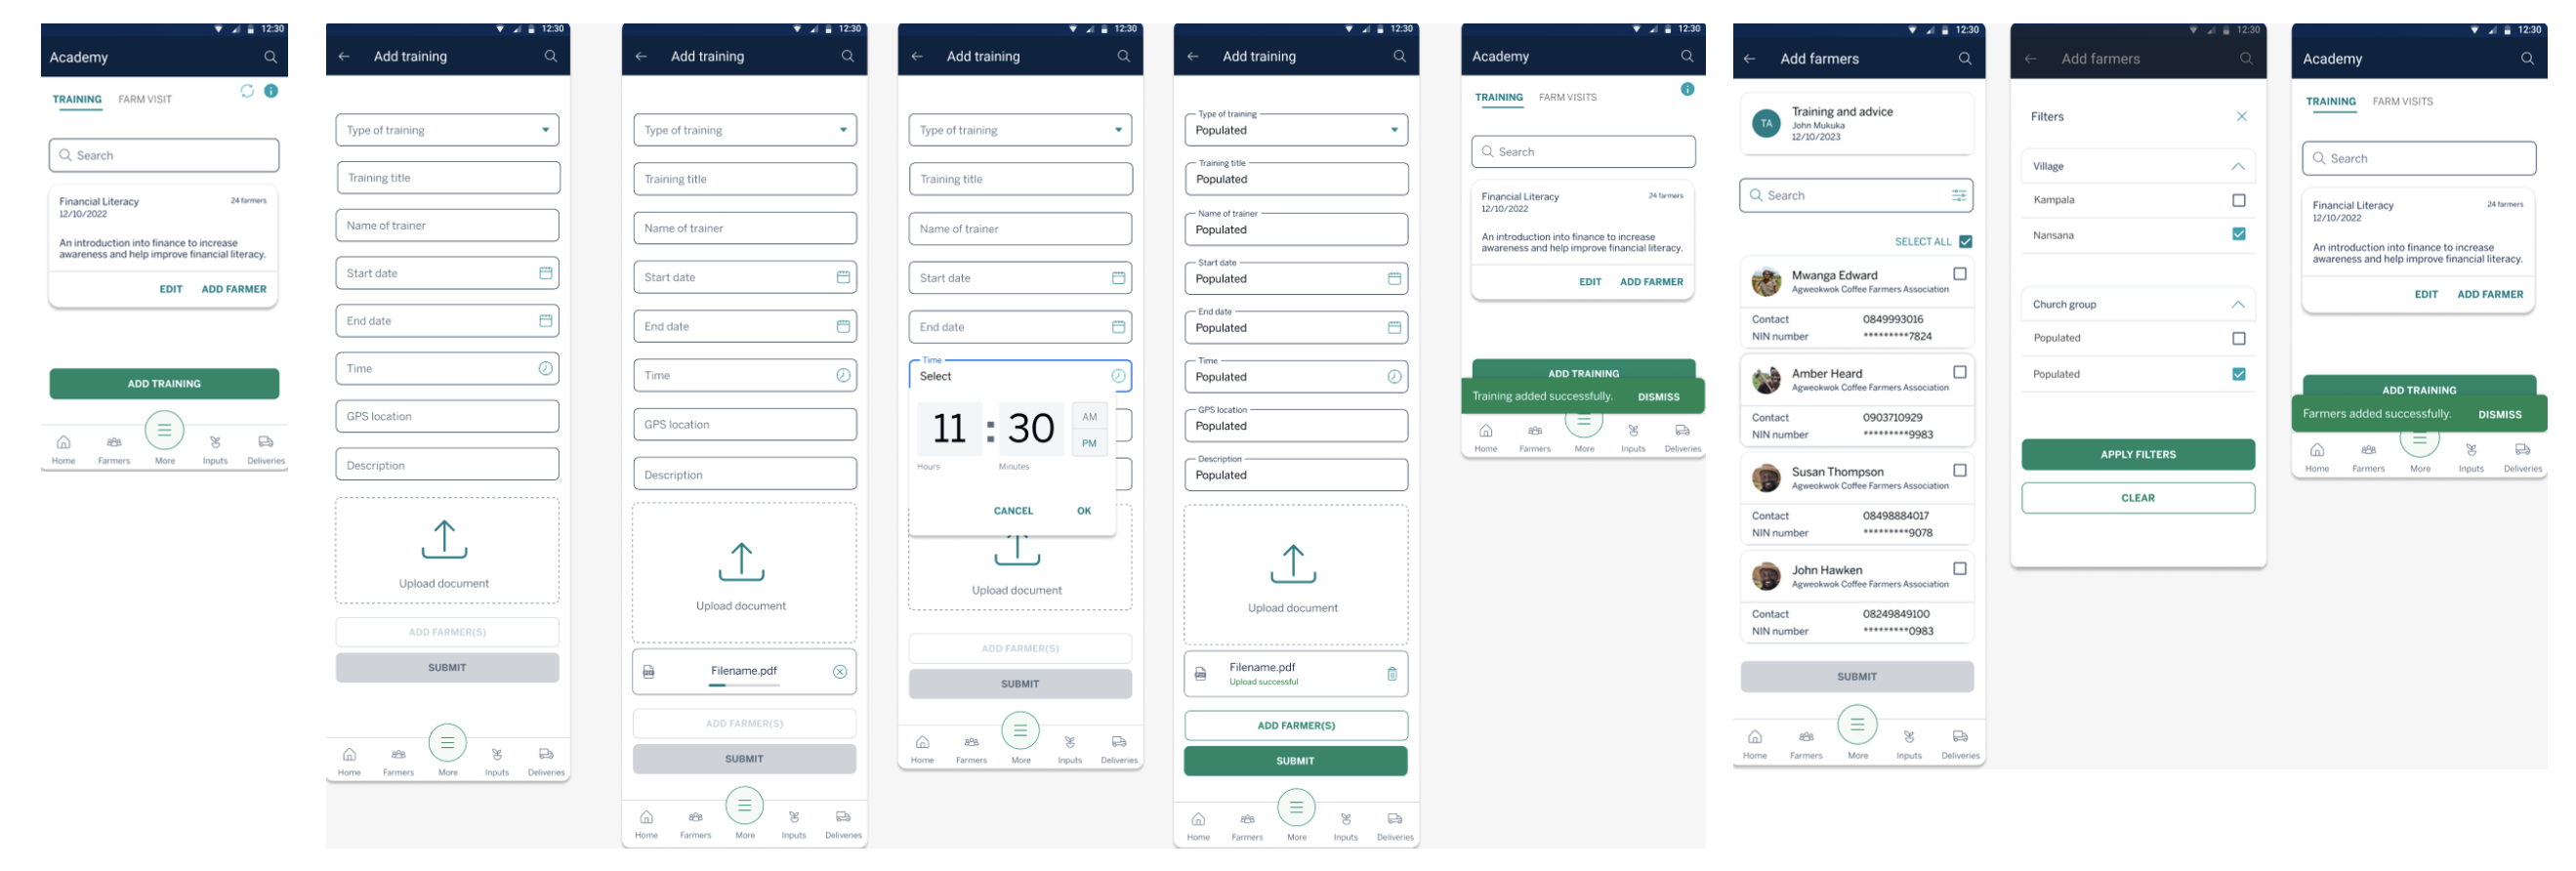 12:30
Academy
TRAINING FARM VISIT
Search
Financial Literacy 24 farmers
12/10/2022
An introduction into finance to increase
awareness and help improve financial literacy.
EDIT ADD FARMER
ADD TRAINING
Home Farmers More Inputs Deliveries
12:30
Add training
Type of training
Training title
Name of trainer
Start date
End date
Time
GPS location
Description
Upload document
ADD FARMER(S)
SUBMIT
Home Farmers More Inputs Deliveries
12:30
Add training
Type of training
Training title
Name of trainer
Start date
End date
Time
GPS location
Description
Upload document
Filename.pdf
ADD FARMER(S)
SUBMIT
Home Farmers More Inputs Deliveries
12:30
Add training
Type of training
Training title
Name of trainer
Start date
End date
Time
Select
11 : 30 AM
PM
Hours Minutes
CANCEL OK
Upload document
ADD FARMER(S)
SUBMIT
Home Farmers More Inputs Deliveries
12:30
Add training
Type of training
Populated
Training title
Populated
Name of trainer
Populated
Start date
Populated
End date
Populated
Time
Populated
GPS location
Populated
Description
Populated
Upload document
Filename.pdf
Upload successful
ADD FARMER(S)
SUBMIT
Home Farmers More Inputs Deliveries
12:30
Academy
TRAINING FARM VISITS
Search
Financial Literacy 24 farmers
12/10/2022
An introduction into finance to increase
awareness and help improve financial literacy.
EDIT ADD FARMER
ADD TRAINING
Training added successfully. DISMISS
Home Farmers More Inputs Deliveries
12:30
Add farmers
TA
Training and advice
John Mukuka
12/10/2023
Search
SELECT ALL
Mwanga Edward
Agweokwok Coffee Farmers Association
Contact 0849993016
NIN number *********7824
Amber Heard
Agweokwok Coffee Farmers Association
Contact 0903710929
NIN number *********9983
Susan Thompson
Agweokwok Coffee Farmers Association
Contact 08498884017
NIN number *********9078
John Hawken
Agweokwok Coffee Farmers Association
Contact 08249849100
NIN number *********0983
SUBMIT
Home Farmers More Inputs Deliveries
12:30
Add farmers
Filters
Village
Kampala
Nansana
Church group
Populated
Populated
APPLY FILTERS
CLEAR
12:30
Academy
TRAINING FARM VISITS
Search
Financial Literacy 24 farmers
12/10/2022
An introduction into finance to increase
awareness and help improve financial literacy.
EDIT ADD FARMER
ADD TRAINING
Farmers added successfully. DISMISS
Home Farmers More Inputs Deliveries